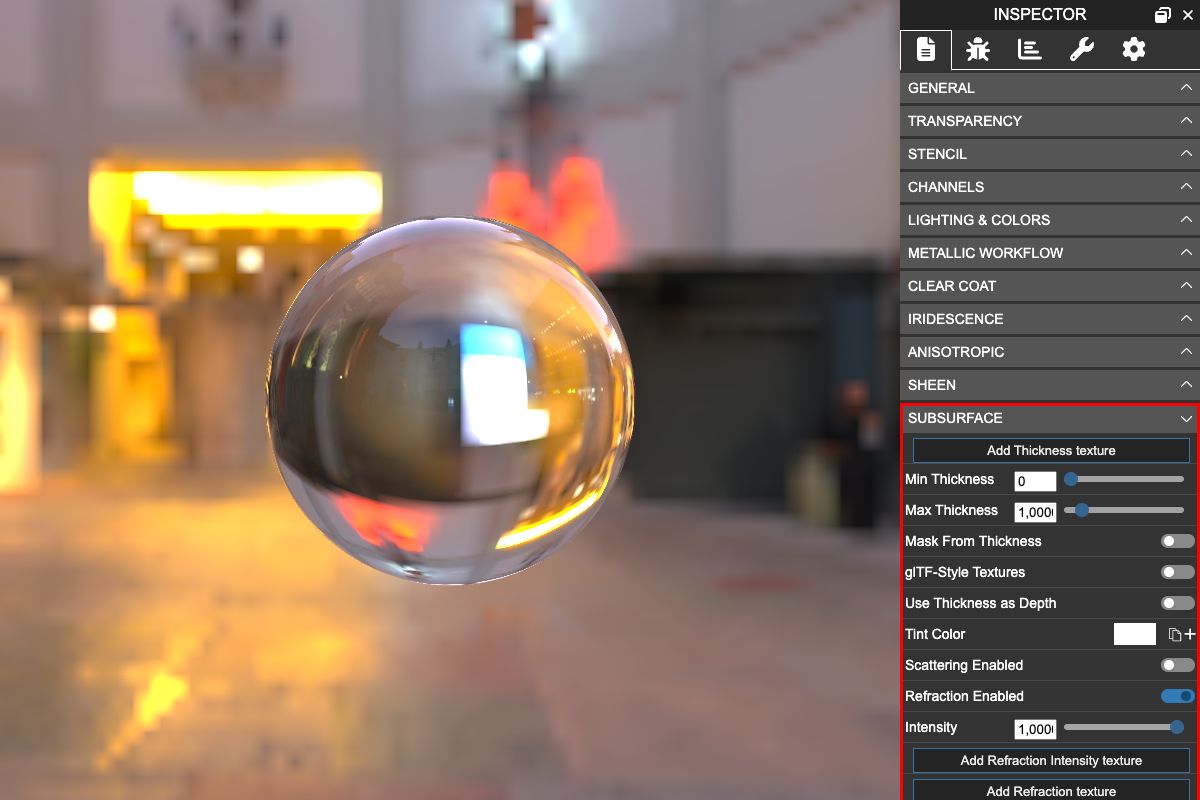 INSPECTOR
GENERAL
TRANSPARENCY
STENCIL
CHANNELS
LIGHTING & COLORS
METALLIC WORKFLOW
CLEAR COAT
IRIDESCENCE
ANISOTROPIC
SHEEN
SUBSURFACE
Add Thickness texture
Min Thickness 0
Max Thickness 1,000
Mask From Thickness
glTF-Style Textures
Use Thickness as Depth
Tint Color
Scattering Enabled
Refraction Enabled
Intensity 1,000
Add Refraction Intensity texture
Add Refraction texture